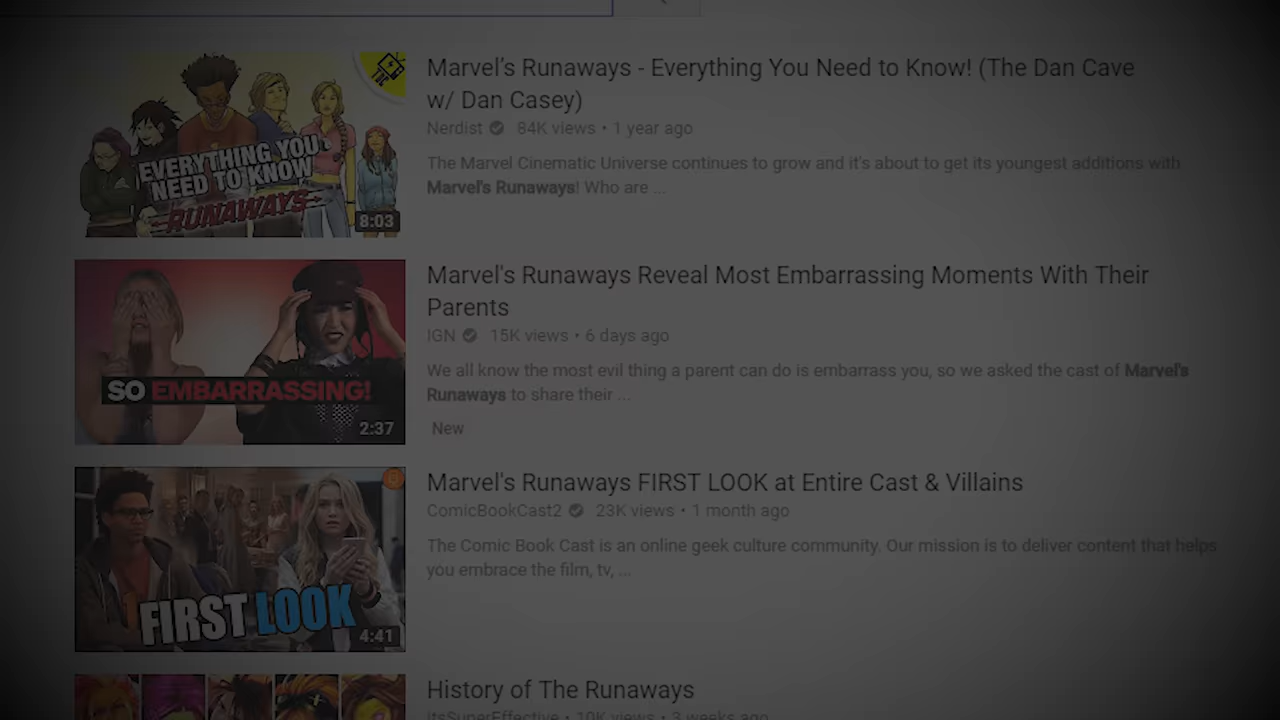 Marvel's Runaways - Everything You Need to Know! (The Dan Cave
w/ Dan Casey)
Nerdist 84K views • 1 year ago
The Marvel Cinematic Universe continues to grow and it's about to get its youngest additions with
Marvel's Runaways! Who are ...
TDC
EVERYTHING YOU
NEED TO KNOW
RUNAWAYS
8:03
Marvel's Runaways Reveal Most Embarrassing Moments With Their
Parents
IGN 15K views • 6 days ago
We all know the most evil thing a parent can do is embarrass you, so we asked the cast of Marvel's
Runaways to share their ...
New
SO EMBARRASSING!
2:37
Marvel's Runaways FIRST LOOK at Entire Cast & Villains
ComicBookCast2 23K views • 1 month ago
The Comic Book Cast is an online geek culture community. Our mission is to deliver content that helps
you embrace the film, tv, ...
FIRST LOOK
4:41
History of The Runaways
ItsSuperEffective • 10K views • 3 weeks ago